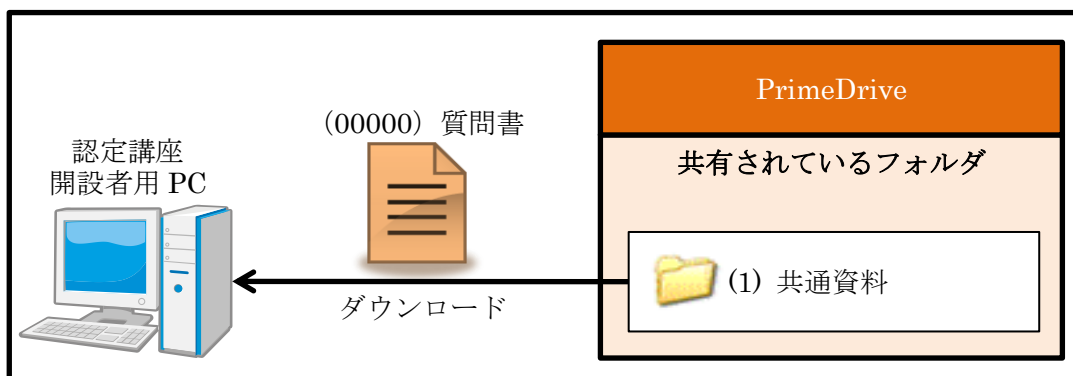 PrimeDrive
(00000) 質問書
認定講座
開設者用 PC
共有されているフォルダ
(1) 共通資料
ダウンロード